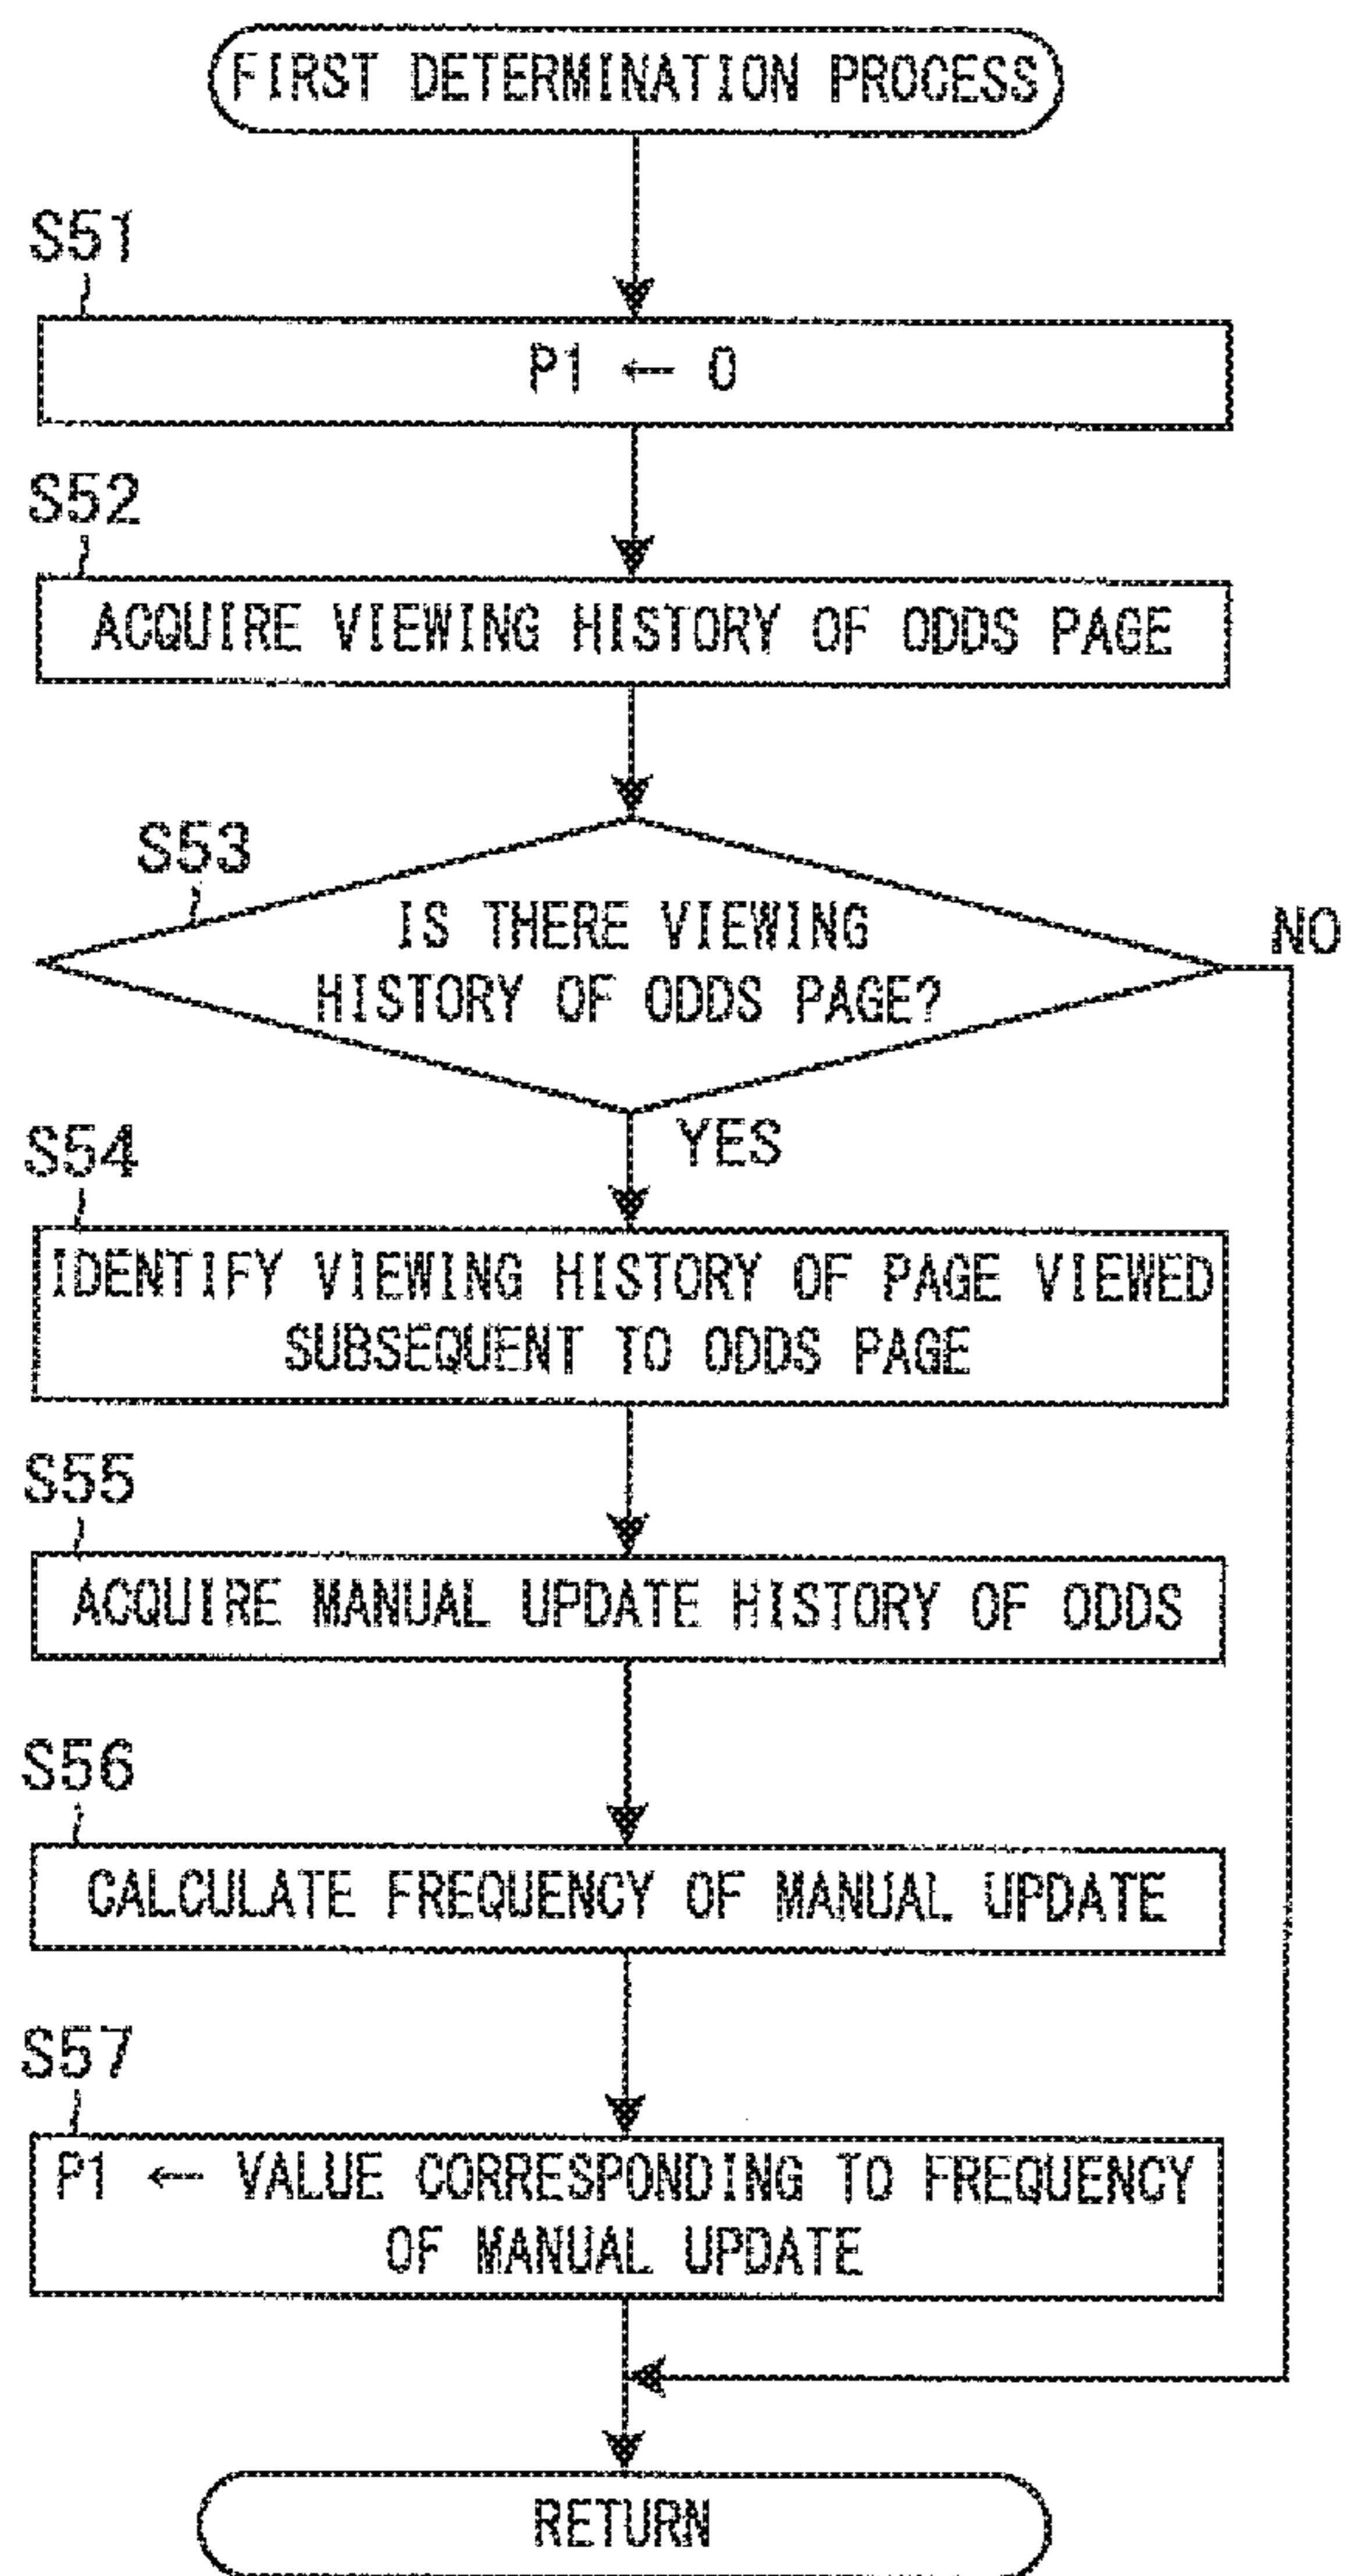 FIRST DETERMINATION PROCESS
S51
P1 ← 0
S52
ACQUIRE VIEWING HISTORY OF ODDS PAGE
S53
IS THERE VIEWING
HISTORY OF ODDS PAGE?
NO
YES
S54
IDENTIFY VIEWING HISTORY OF PAGE VIEWED
SUBSEQUENT TO ODDS PAGE
S55
ACQUIRE MANUAL UPDATE HISTORY OF ODDS
S56
CALCULATE FREQUENCY OF MANUAL UPDATE
S57
P1 ← VALUE CORRESPONDING TO FREQUENCY
OF MANUAL UPDATE
RETURN